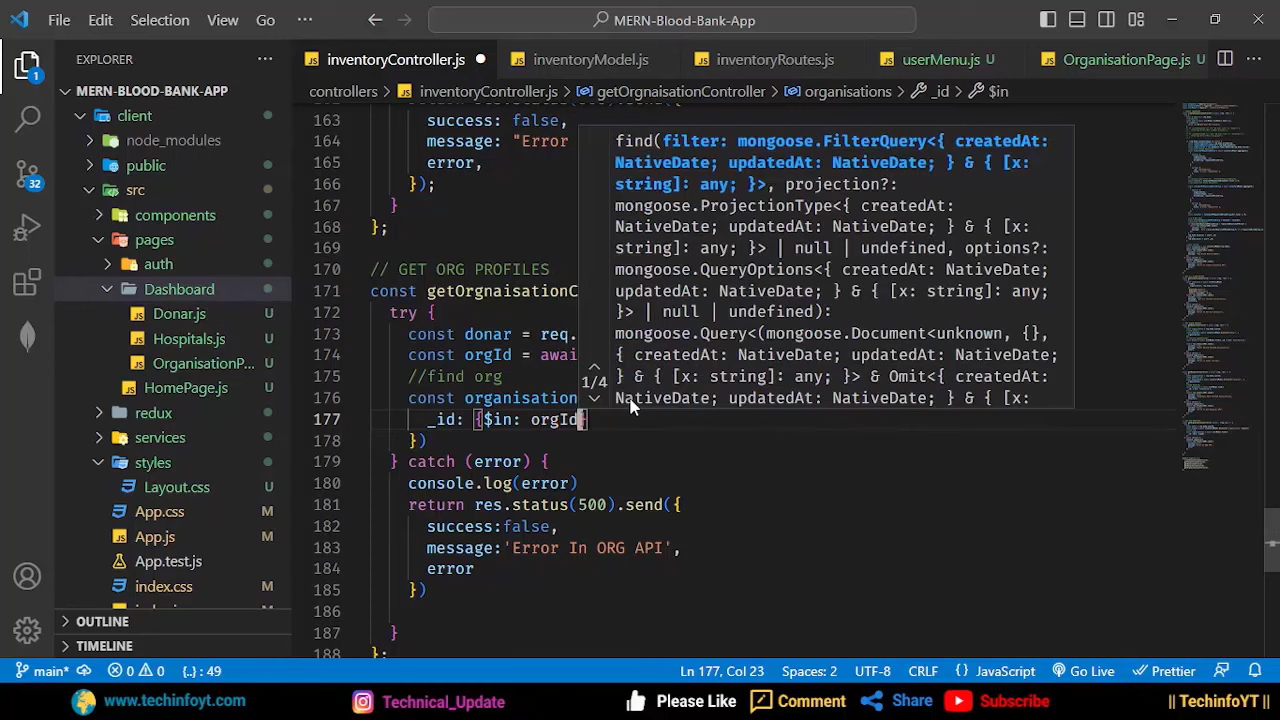 File Edit Selection View Go ··· MERN-Blood-Bank-App
EXPLORER ···
inventoryController.js inventoryModel.js inventoryRoutes.js userMenu.js U OrganisationPage.js U ···
controllers > inventoryController.js > getOrgnaisationController > organisations > _id > $in
1
32
MERN-BLOOD-BANK-APP
client
node_modules
public
src
components
pages
auth
Dashboard
Donar.js U
Hospitals.js U
OrganisationP... U
HomePage.js U
redux
services
styles
Layout.css U
App.css M
App.js M
App.test.js
index.css M
OUTLINE
TIMELINE
163 success: false,
164 message: "Error
165 error,
166 });
167 }
168 };
169
170 // GET ORG PROFILES
171 const getOrgnaisationC
172 try {
173 const donar = req.
174 const orgId = awai
175 //find org
176 const organisation
177 _id: {$in: orgId}
178 })
179 } catch (error) {
180 console.log(error)
181 return res.status(500).send({
182 success:false,
183 message:'Error In ORG API',
184 error
185 })
186
187 }
188 };
find(filter: mongoose.FilterQuery<{ createdAt:
NativeDate; updatedAt: NativeDate; } & { [x:
string]: any; }>, projection?:
mongoose.ProjectionType<{ createdAt:
NativeDate; updatedAt: NativeDate; } & { [x:
string]: any; }> | null | undefined, options?:
mongoose.QueryOptions<{ createdAt: NativeDate;
updatedAt: NativeDate; } & { [x: string]: any;
}> | null | undefined):
mongoose.Query<(mongoose.Document<unknown, {},
{ createdAt: NativeDate; updatedAt: NativeDate;
} & { [x: string]: any; }> & Omit<{ createdAt:
NativeDate; updatedAt: NativeDate; } & { [x:
1/4
main* 0 0 {..} : 49 Ln 177, Col 23 Spaces: 2 UTF-8 CRLF {} JavaScript Go Live Prettier
www.techinfoyt.com Technical_Update Please Like Comment Share Subscribe || TechinfoYT ||